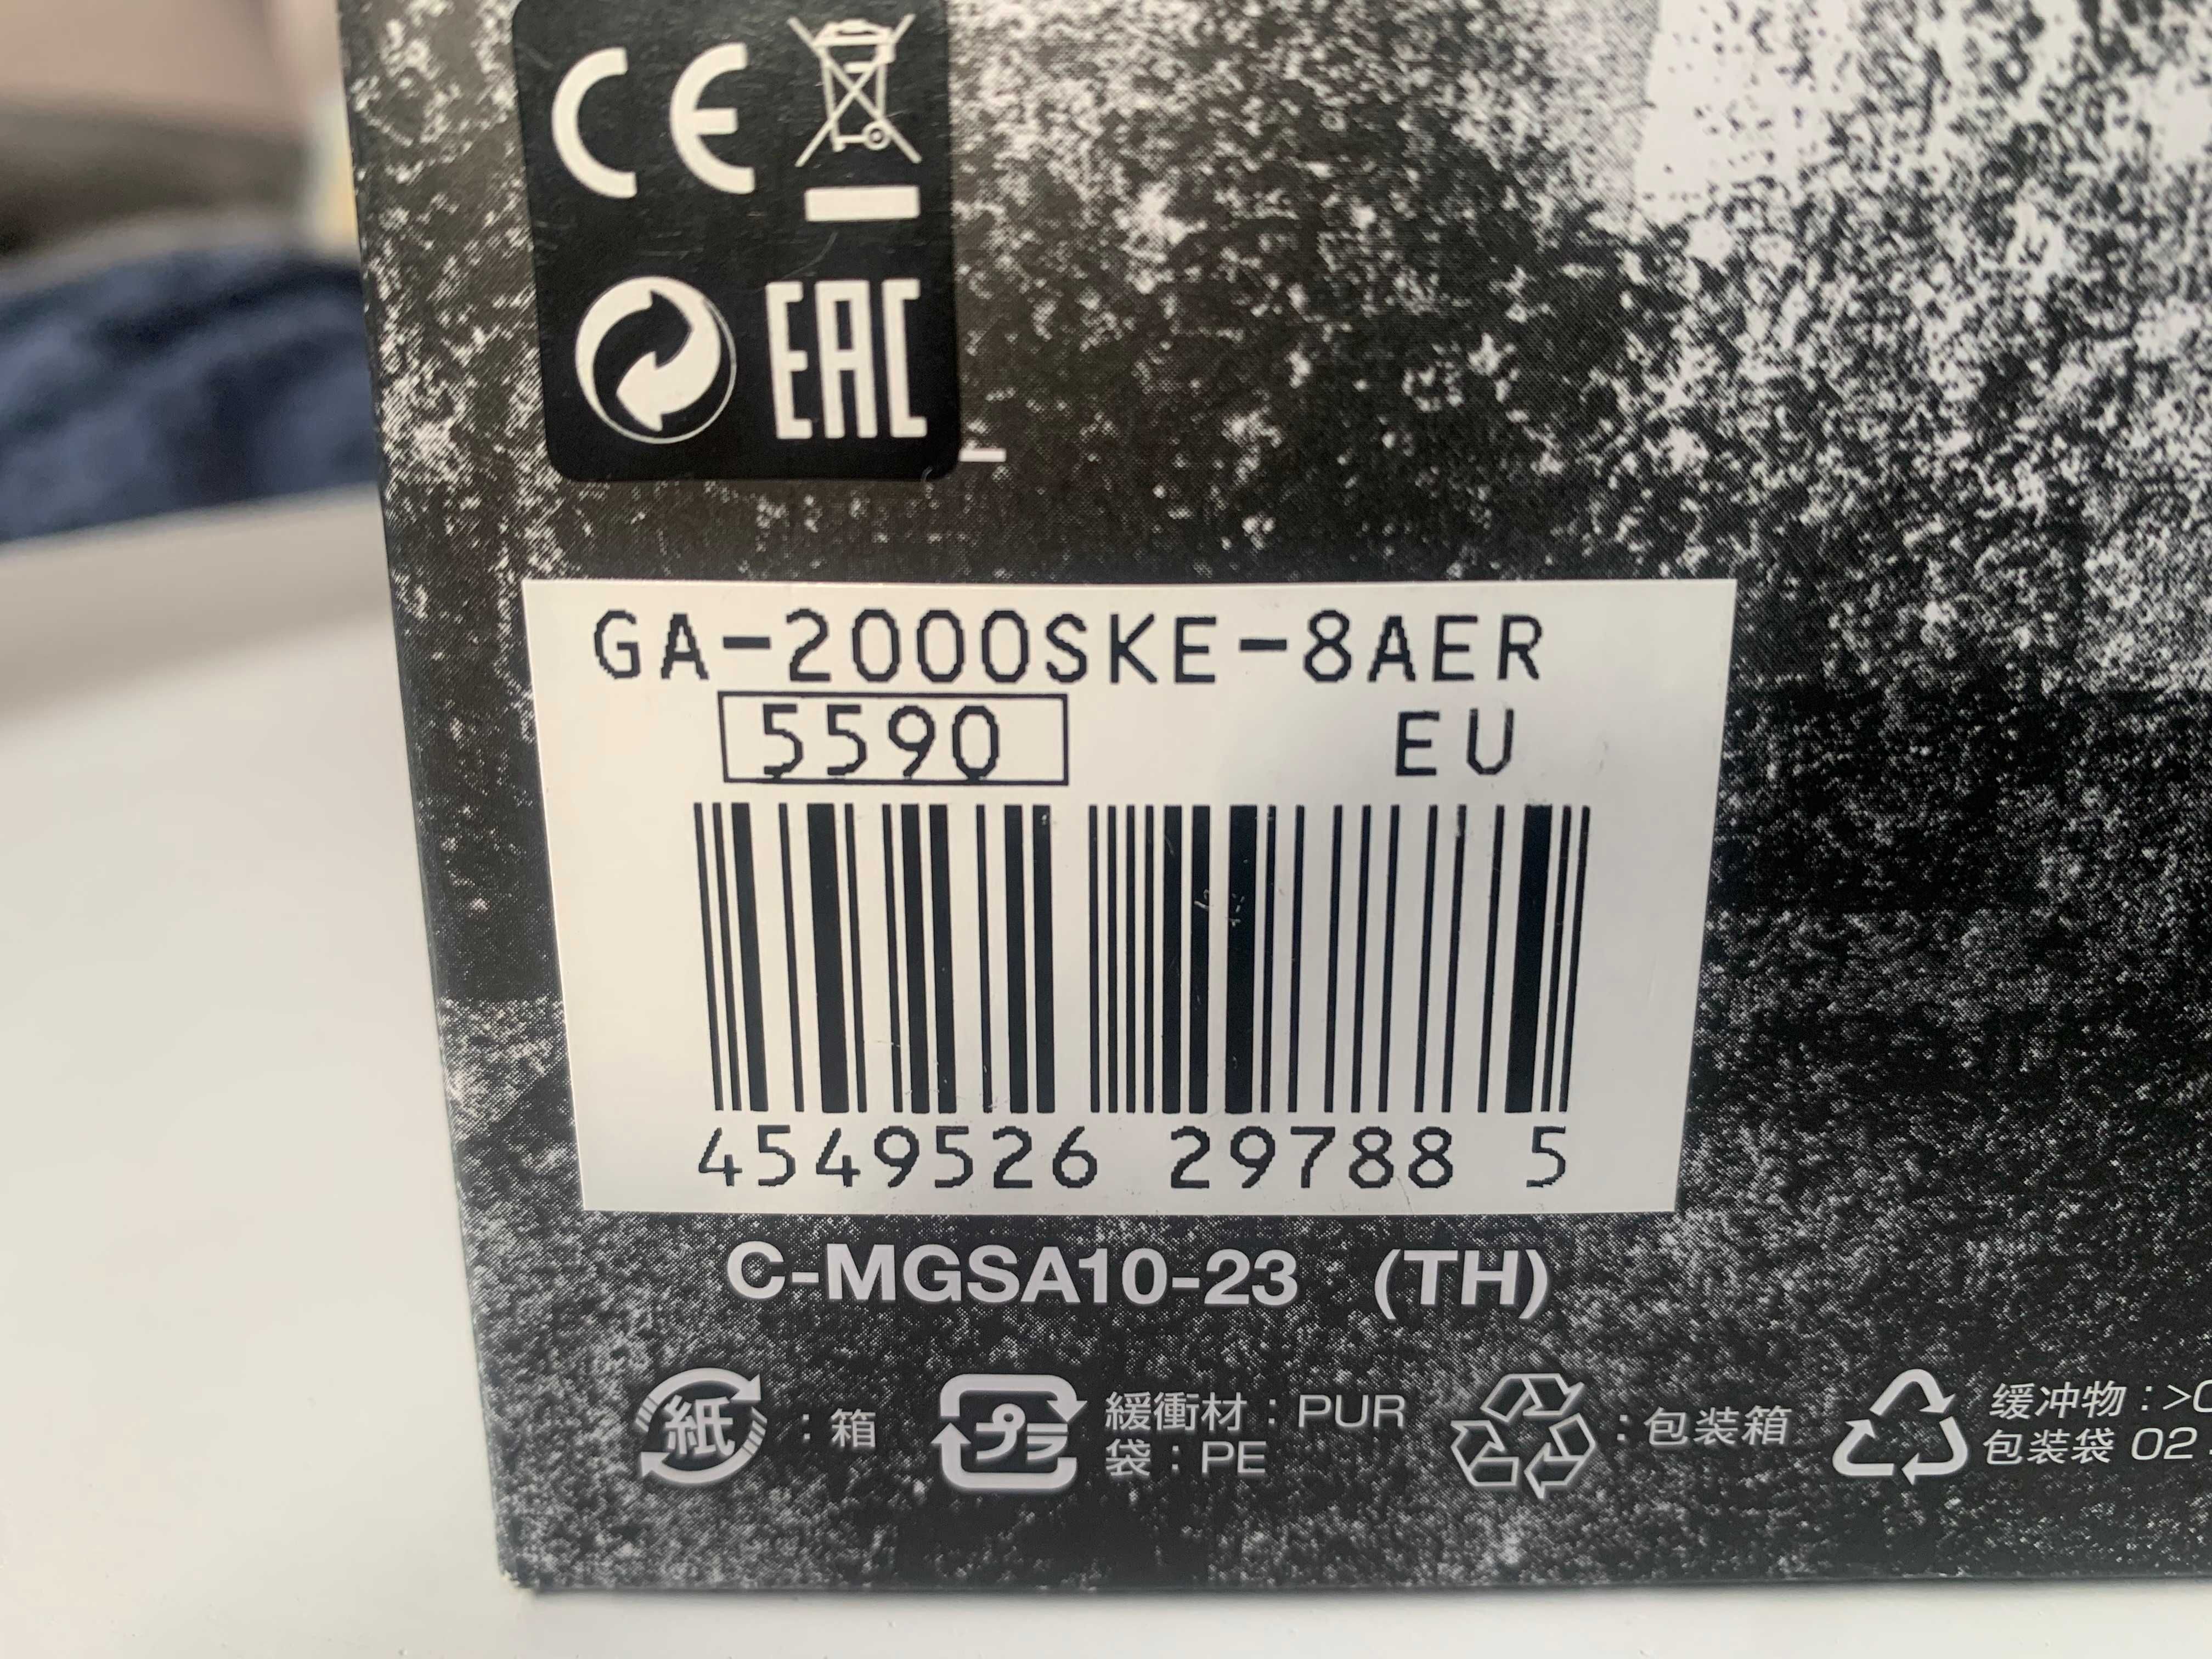 CE
EAC
GA-2000SKE-8AER
5590 EU
4549526 29788 5
C-MGSA10-23 (TH)
紙 : 箱
プラ 緩衝材 : PUR
袋 : PE
: 包装箱
缓冲物 : >
包装袋 02